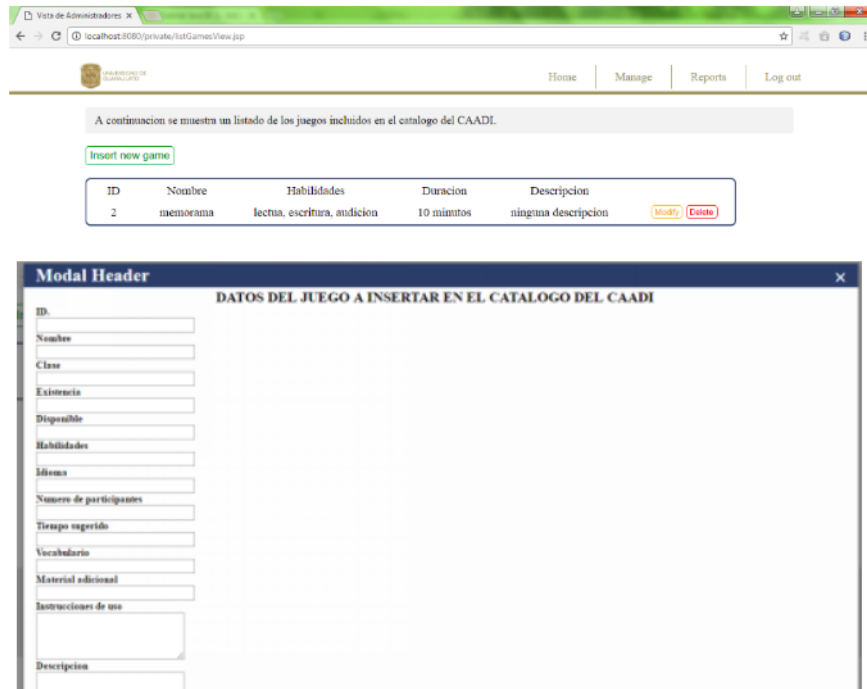 Vista de Administradores ×
localhost:8080/private/listGamesView.jsp
UNIVERSIDAD DE
GUANAJUATO
Home Manage Reports Log out
A continuacion se muestra un listado de los juegos incluidos en el catalogo del CAADI.
Insert new game
ID Nombre Habilidades Duracion Descripcion
2 memorama lectua, escritura, audicion 10 minutos ninguna descripcion Modify Delete
Modal Header ×
DATOS DEL JUEGO A INSERTAR EN EL CATALOGO DEL CAADI
ID.
Nombre
Clase
Existencia
Disponible
Habilidades
Idioma
Numero de participantes
Tiempo sugerido
Vocabulario
Material adicional
Instrucciones de uso
Descripcion